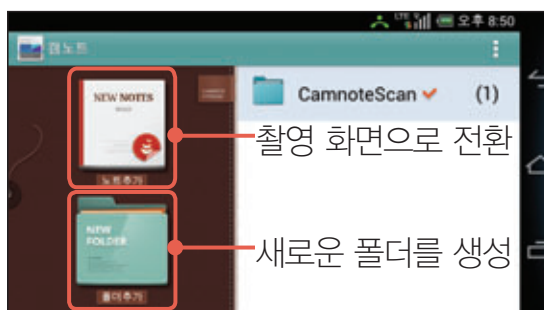 LTE 오후 8:50
캠노트
NEW NOTES
노트추가
CamnoteScan (1)
촬영 화면으로 전환
NEW
FOLDER
폴더추가
새로운 폴더를 생성